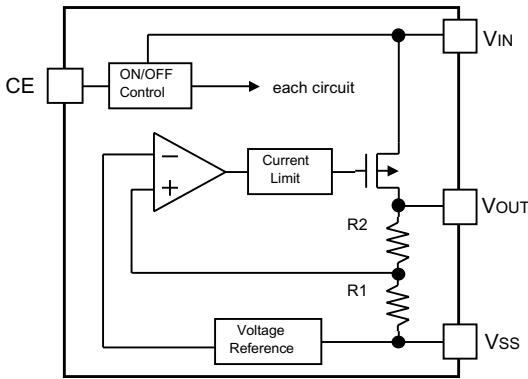 VIN
CE
ON/OFF
Control
each circuit
−
+
Current
Limit
VOUT
R2
R1
Voltage
Reference
VSS